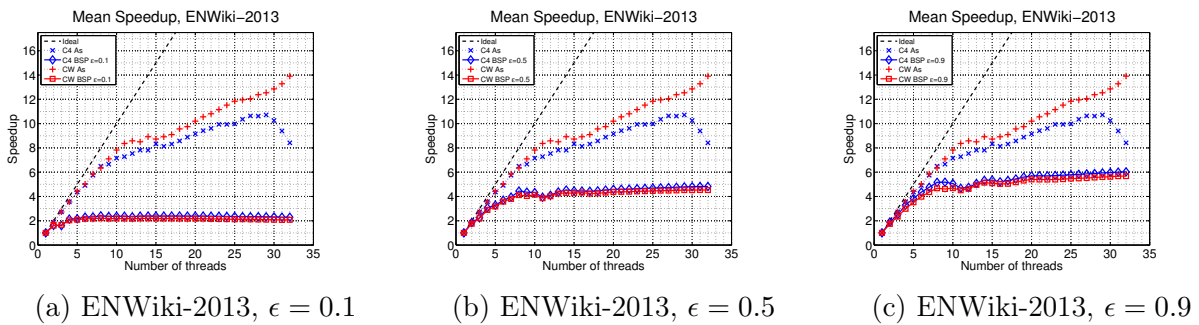 Mean Speedup, ENWiki−2013
Ideal
C4 As
C4 BSP ε=0.1
CW As
CW BSP ε=0.1
Speedup
16
14
12
10
8
6
4
2
0
0 5 10 15 20 25 30 35
Number of threads
(a) ENWiki-2013, ϵ = 0.1
Mean Speedup, ENWiki−2013
Ideal
C4 As
C4 BSP ε=0.5
CW As
CW BSP ε=0.5
Speedup
16
14
12
10
8
6
4
2
0
0 5 10 15 20 25 30 35
Number of threads
(b) ENWiki-2013, ϵ = 0.5
Mean Speedup, ENWiki−2013
Ideal
C4 As
C4 BSP ε=0.9
CW As
CW BSP ε=0.9
Speedup
16
14
12
10
8
6
4
2
0
0 5 10 15 20 25 30 35
Number of threads
(c) ENWiki-2013, ϵ = 0.9